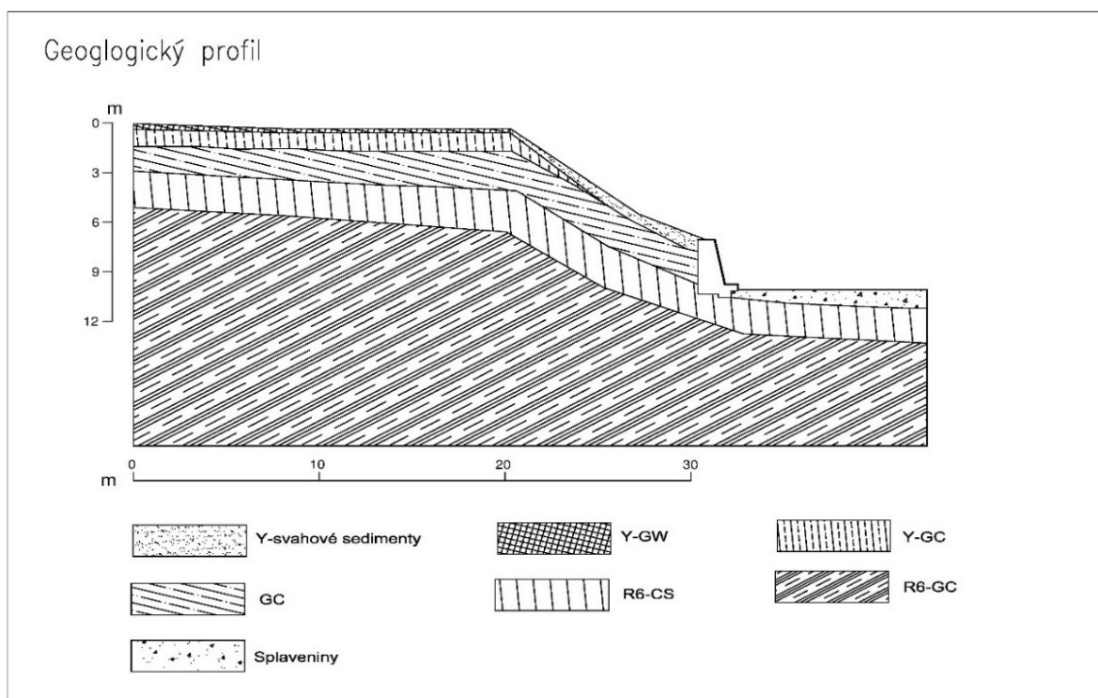 Geoglogický profil
m
0
3
6
9
12
0 10 20 30
m
Y-svahové sedimenty Y-GW Y-GC
GC R6-CS R6-GC
Splaveniny